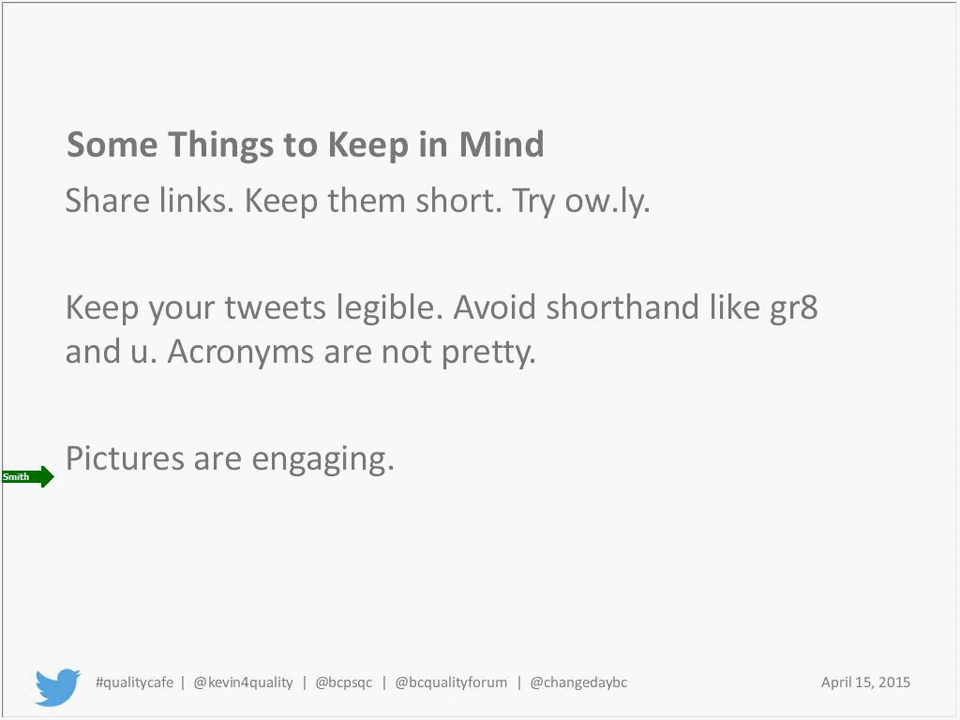 Some Things to Keep in Mind
Share links. Keep them short. Try ow.ly.
Keep your tweets legible. Avoid shorthand like gr8
and u. Acronyms are not pretty.
Pictures are engaging.
Smith
#qualitycafe | @kevin4quality | @bcpsqc | @bcqualityforum | @changedaybc April 15, 2015